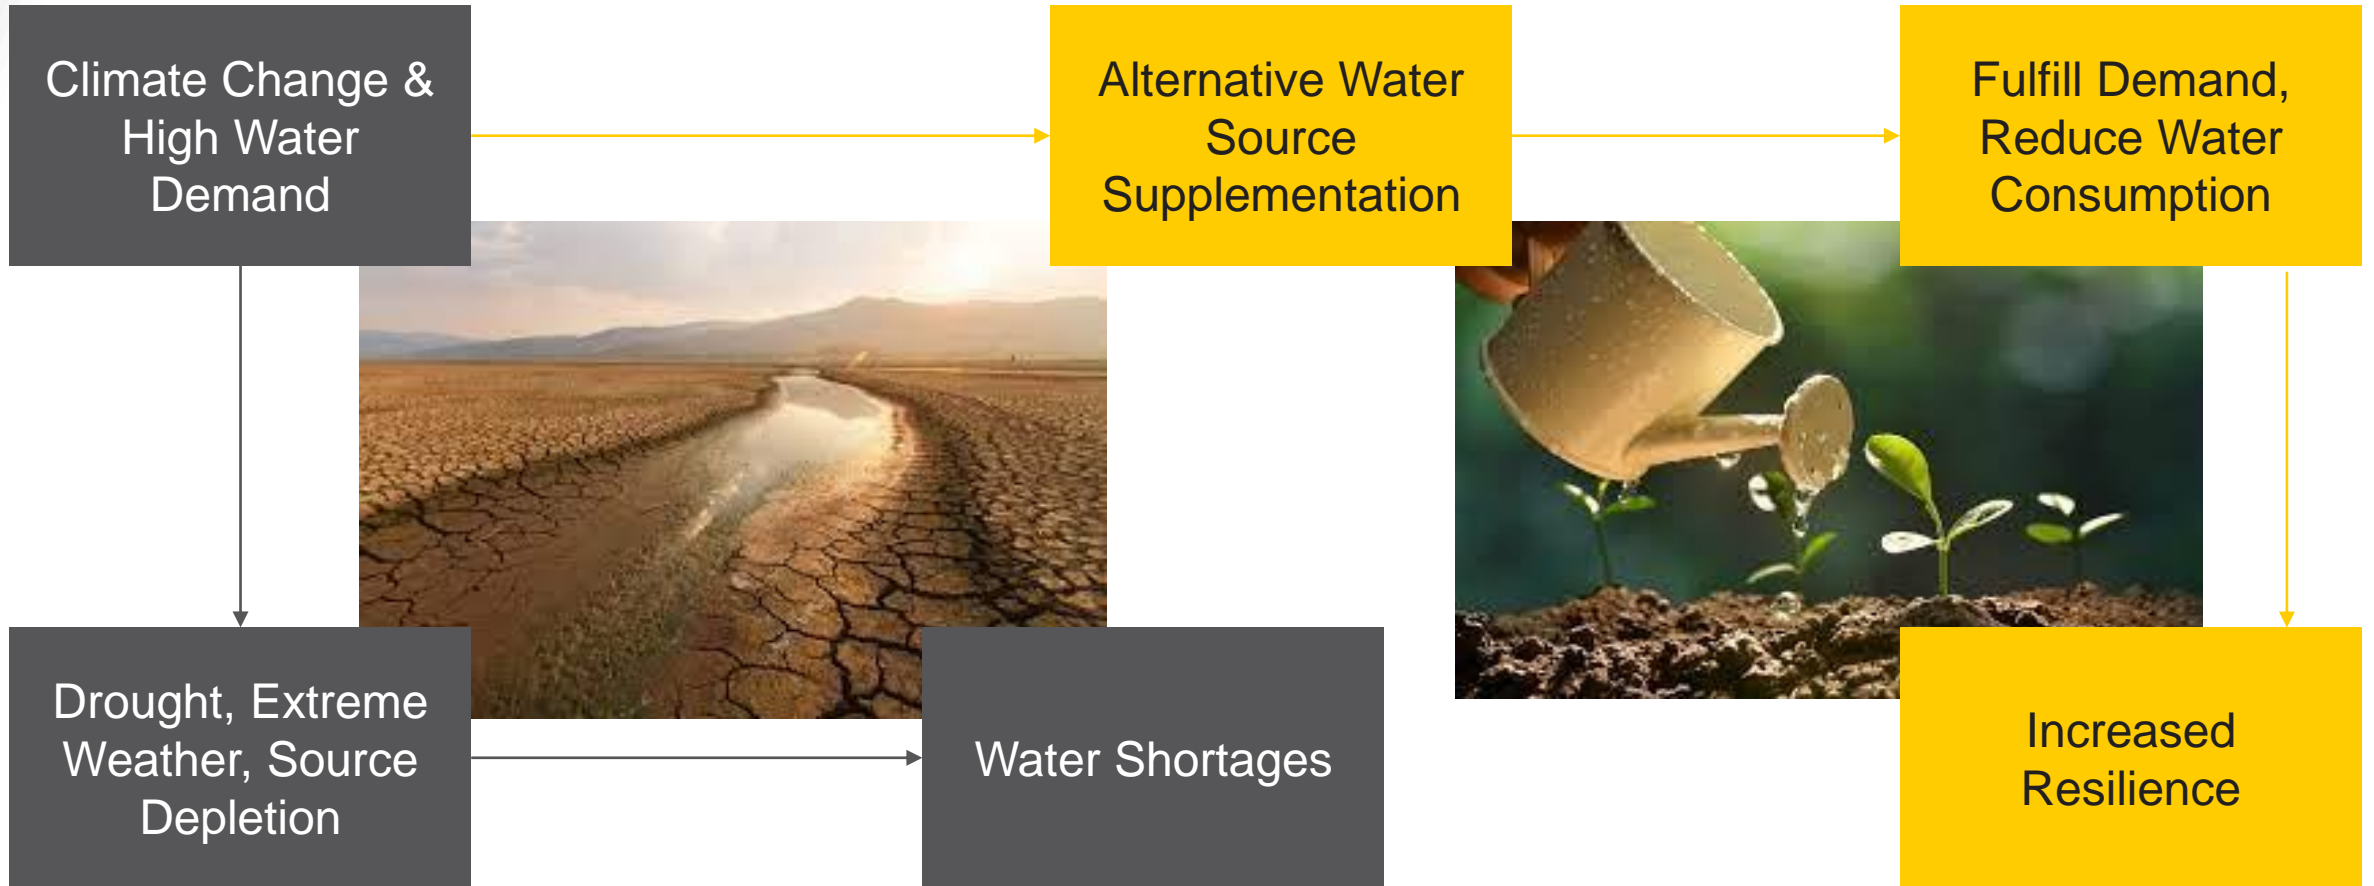 Climate Change &
High Water
Demand
Alternative Water
Source
Supplementation
Fulfill Demand,
Reduce Water
Consumption
Drought, Extreme
Weather, Source
Depletion
Water Shortages
Increased
Resilience